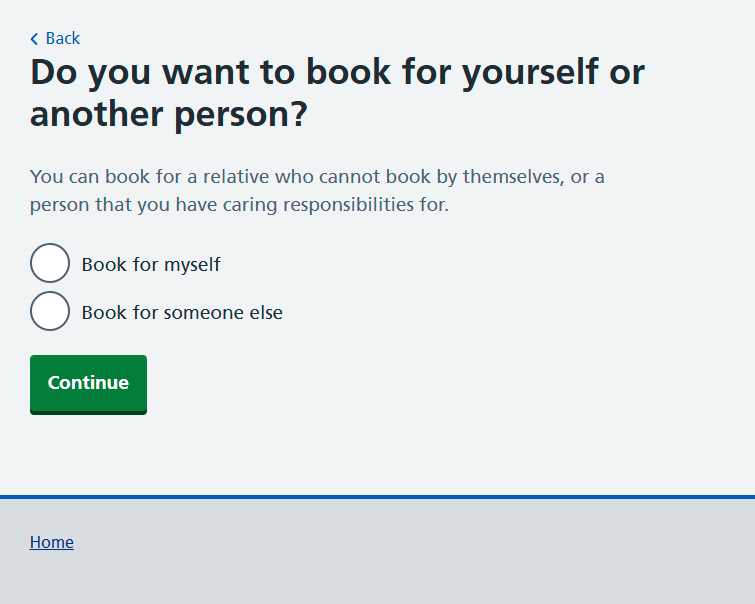 Back
Do you want to book for yourself or
another person?
You can book for a relative who cannot book by themselves, or a
person that you have caring responsibilities for.
Book for myself
Book for someone else
Continue
Home